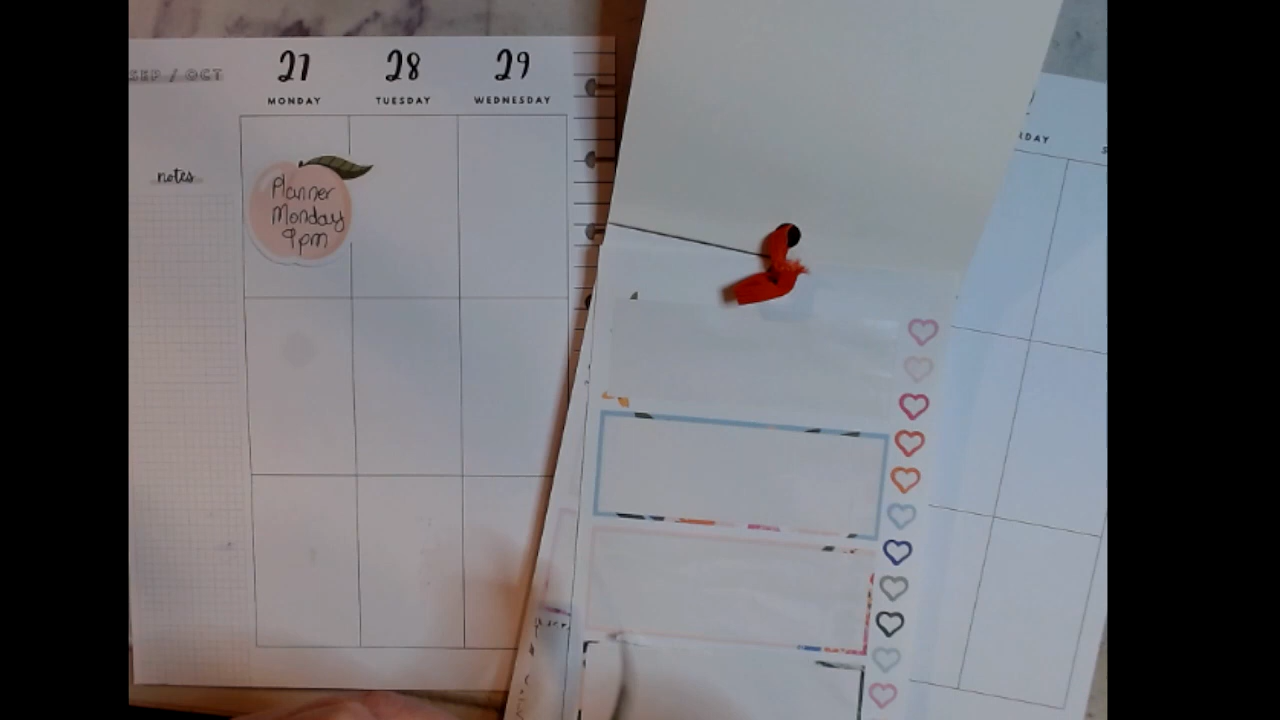 SEP / OCT
27
28
29
MONDAY
TUESDAY
WEDNESDAY
notes
Planner
Monday
9pm